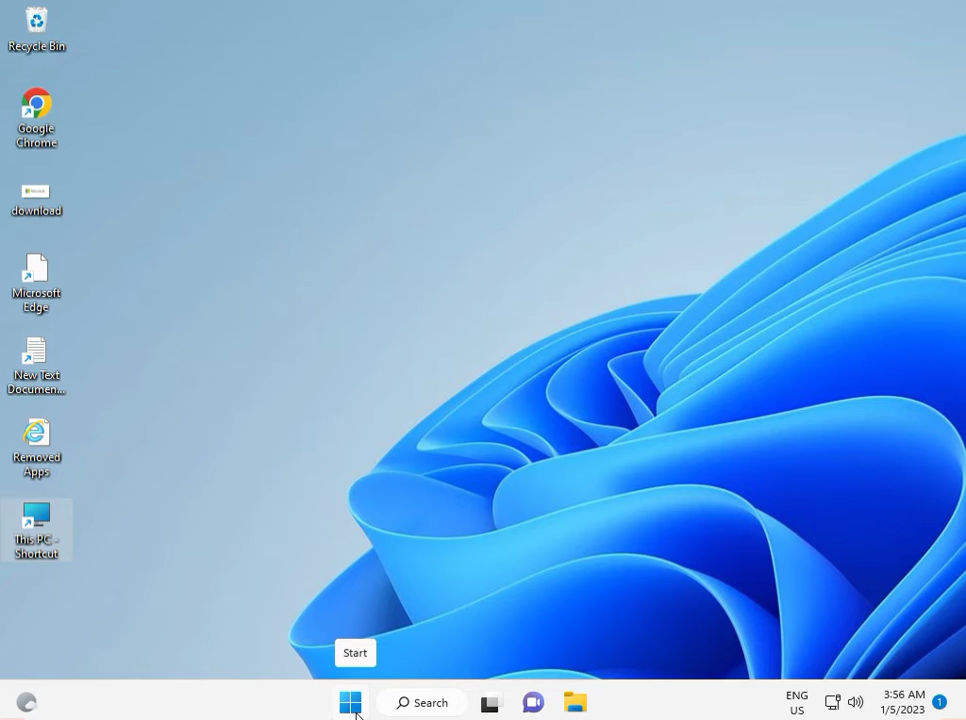 Recycle Bin
Google
Chrome
download
Microsoft
Edge
New Text
Documen...
Removed
Apps
This PC -
Shortcut
Start
Search
ENG
US
3:56 AM
1/5/2023
1